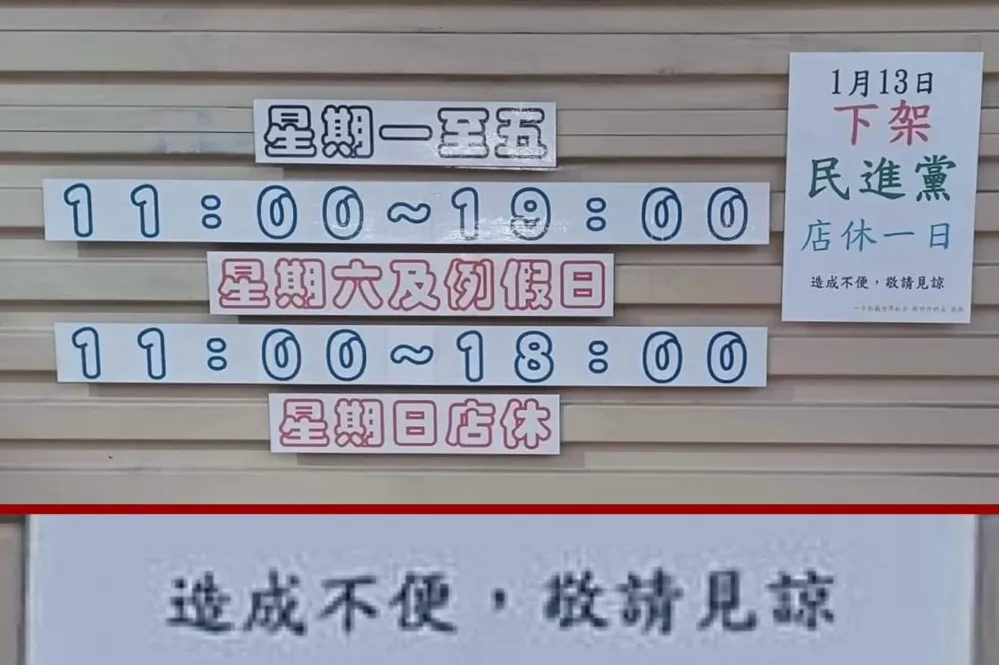 星期一至五
11:00~19:00
星期六及例假日
11:00~18:00
星期日店休
1月13日
下架
民進黨
店休一日
造成不便，敬請見諒
造成不便，敬請見諒